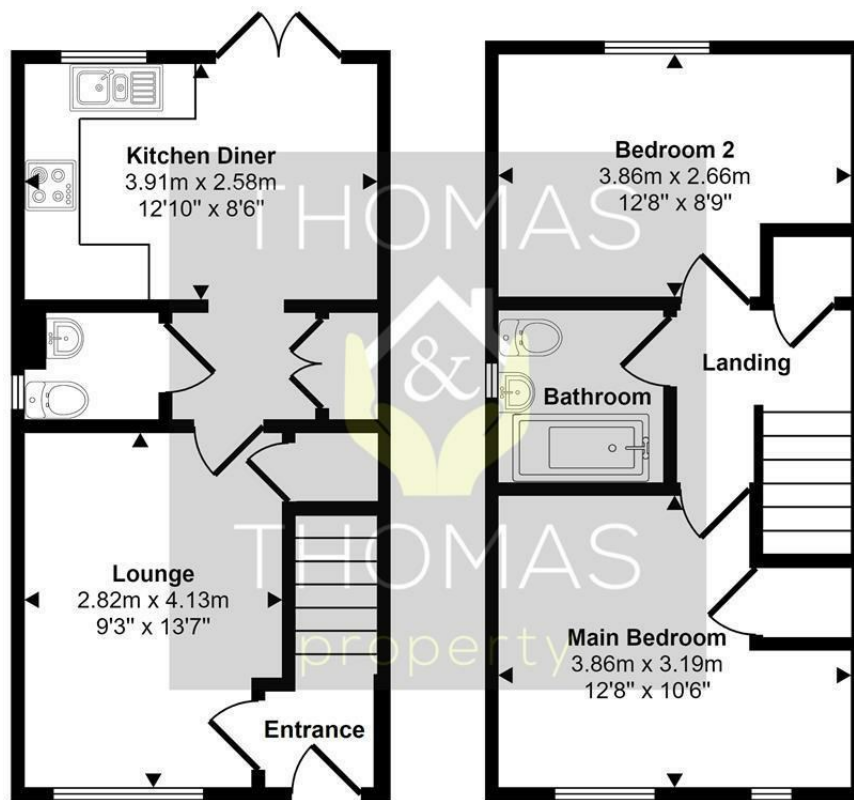 Kitchen Diner
3.91m x 2.58m
12'10" x 8'6"
Bedroom 2
3.86m x 2.66m
12'8" x 8'9"
THOMAS
&
THOMAS
property
Landing
Bathroom
Lounge
2.82m x 4.13m
9'3" x 13'7"
Main Bedroom
3.86m x 3.19m
12'8" x 10'6"
Entrance